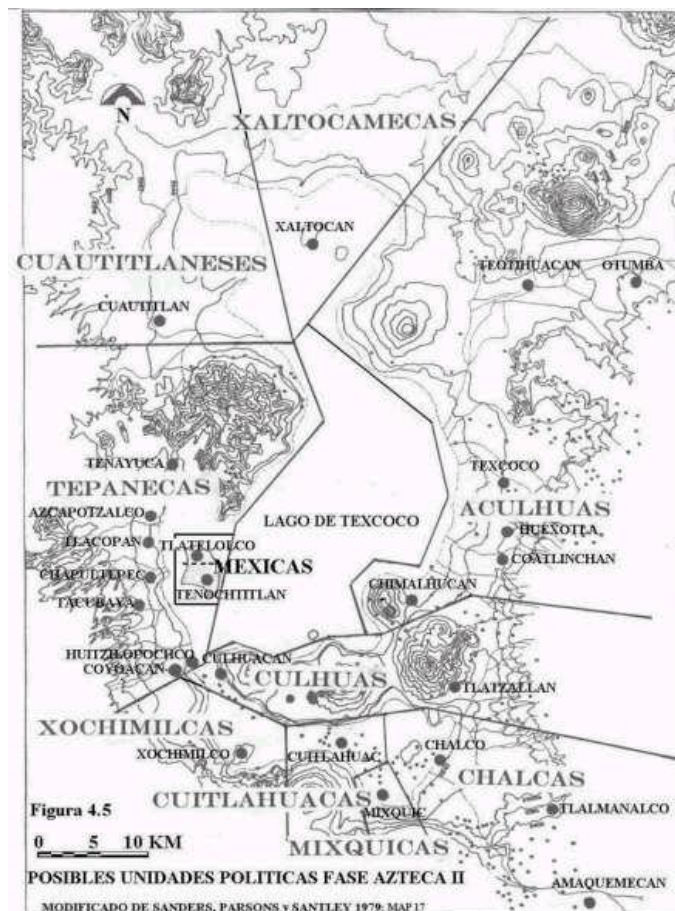 N
XALTOCAMECAS
XALTOCAN
CUAUTITLANESES
TEOTIHUACAN
OTUMBA
CUAUTITLAN
TENAYUCA
TEPANECAS
TEXCOCO
ACULHUAS
AZCAPOTZALCO
LAGO DE TEXCOCO
HUEXOTLA
TLACOPAN
TLATELOLCO
MEXICAS
COATLINCHAN
CHAPULTEPEC
TENOCHTITLAN
CHIMALHUCAN
TACUBAYA
HUITZILOPOCHCO
COYOACAN
CULHUACAN
CULHUAS
TLATZALLAN
XOCHIMILCAS
XOCHIMILCO
CUITLAHUAC
CHALCO
CHALCAS
CUITLAHUACAS
MIXQUIC
TLALMANALCO
MIXQUICAS
Figura 4.5
0 5 10 KM
POSIBLES UNIDADES POLITICAS FASE AZTECA II
AMAQUEMECAN
MODIFICADO DE SANDERS, PARSONS y SANTLEY 1979: MAP 17